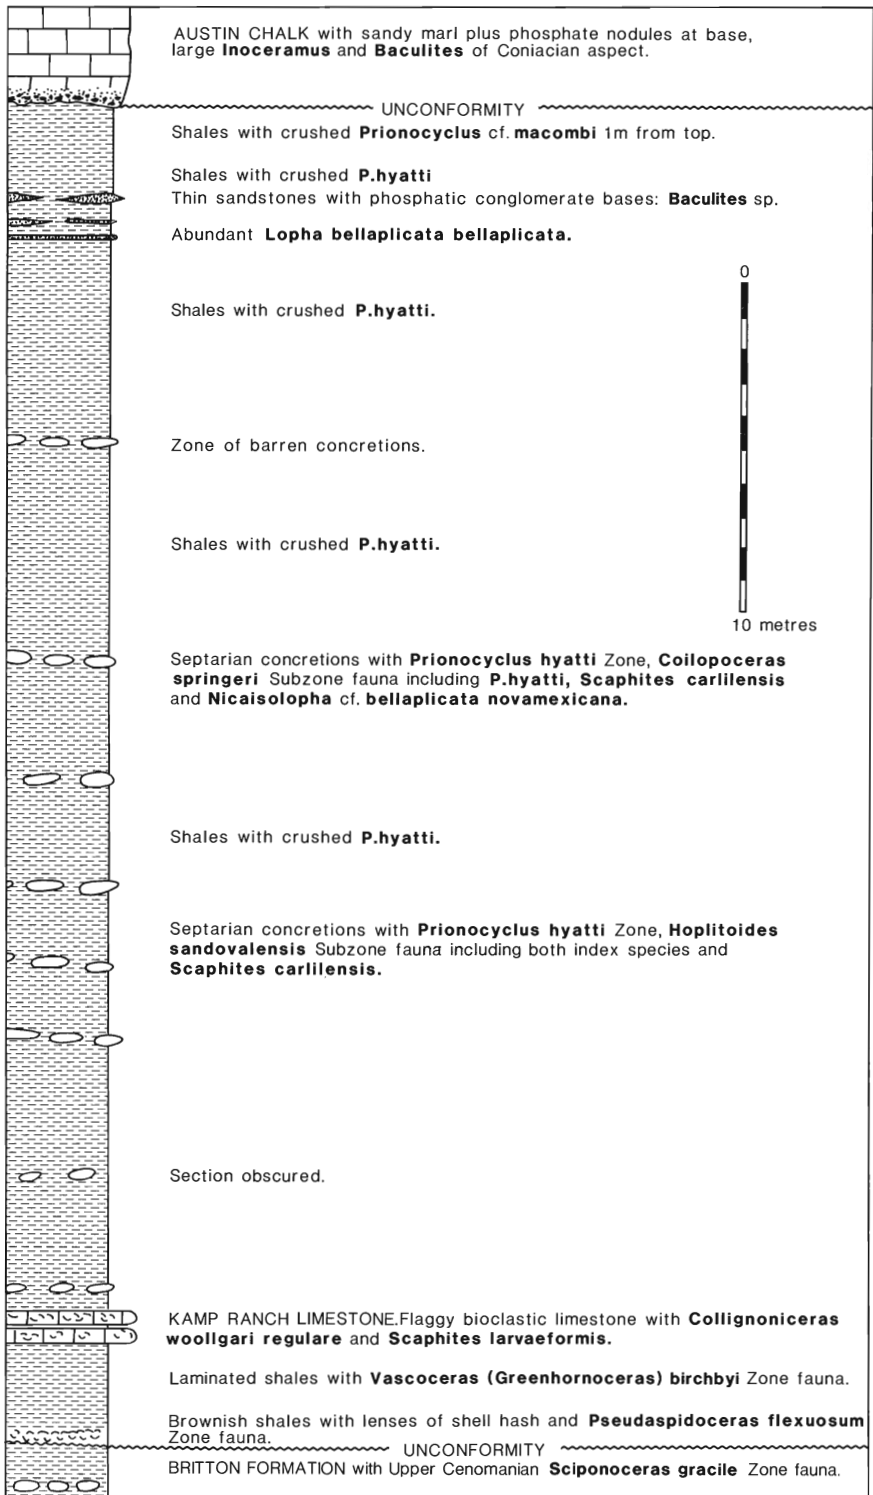 AUSTIN CHALK with sandy marl plus phosphate nodules at base,
large Inoceramus and Baculites of Coniacian aspect.
UNCONFORMITY
Shales with crushed Prionocyclus cf. macombi 1m from top.
Shales with crushed P.hyatti
Thin sandstones with phosphatic conglomerate bases: Baculites sp.
Abundant Lopha bellaplicata bellaplicata.
0
Shales with crushed P.hyatti.
Zone of barren concretions.
Shales with crushed P.hyatti.
10 metres
Septarian concretions with Prionocyclus hyatti Zone, Coilopoceras
springeri Subzone fauna including P.hyatti, Scaphites carlilensis
and Nicaisolopha cf. bellaplicata novamexicana.
Shales with crushed P.hyatti.
Septarian concretions with Prionocyclus hyatti Zone, Hoplitoides
sandovalensis Subzone fauna including both index species and
Scaphites carlilensis.
Section obscured.
KAMP RANCH LIMESTONE.Flaggy bioclastic limestone with Collignoniceras
woollgari regulare and Scaphites larvaeformis.
Laminated shales with Vascoceras (Greenhornoceras) birchbyi Zone fauna.
Brownish shales with lenses of shell hash and Pseudaspidoceras flexuosum
Zone fauna.
UNCONFORMITY
BRITTON FORMATION with Upper Cenomanian Sciponoceras gracile Zone fauna.